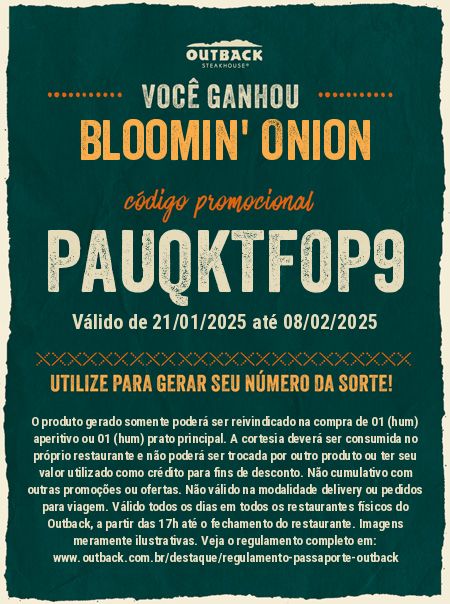 OUTBACK
STEAKHOUSE®
VOCÊ GANHOU
BLOOMIN' ONION
código promocional
PAUQKTFOP9
Válido de 21/01/2025 até 08/02/2025
UTILIZE PARA GERAR SEU NÚMERO DA SORTE!
O produto gerado somente poderá ser reivindicado na compra de 01 (hum)
aperitivo ou 01 (hum) prato principal. A cortesia deverá ser consumida no
próprio restaurante e não poderá ser trocada por outro produto ou ter seu
valor utilizado como crédito para fins de desconto. Não cumulativo com
outras promoções ou ofertas. Não válido na modalidade delivery ou pedidos
para viagem. Válido todos os dias em todos os restaurantes físicos do
Outback, a partir das 17h até o fechamento do restaurante. Imagens
meramente ilustrativas. Veja o regulamento completo em:
www.outback.com.br/destaque/regulamento-passaporte-outback